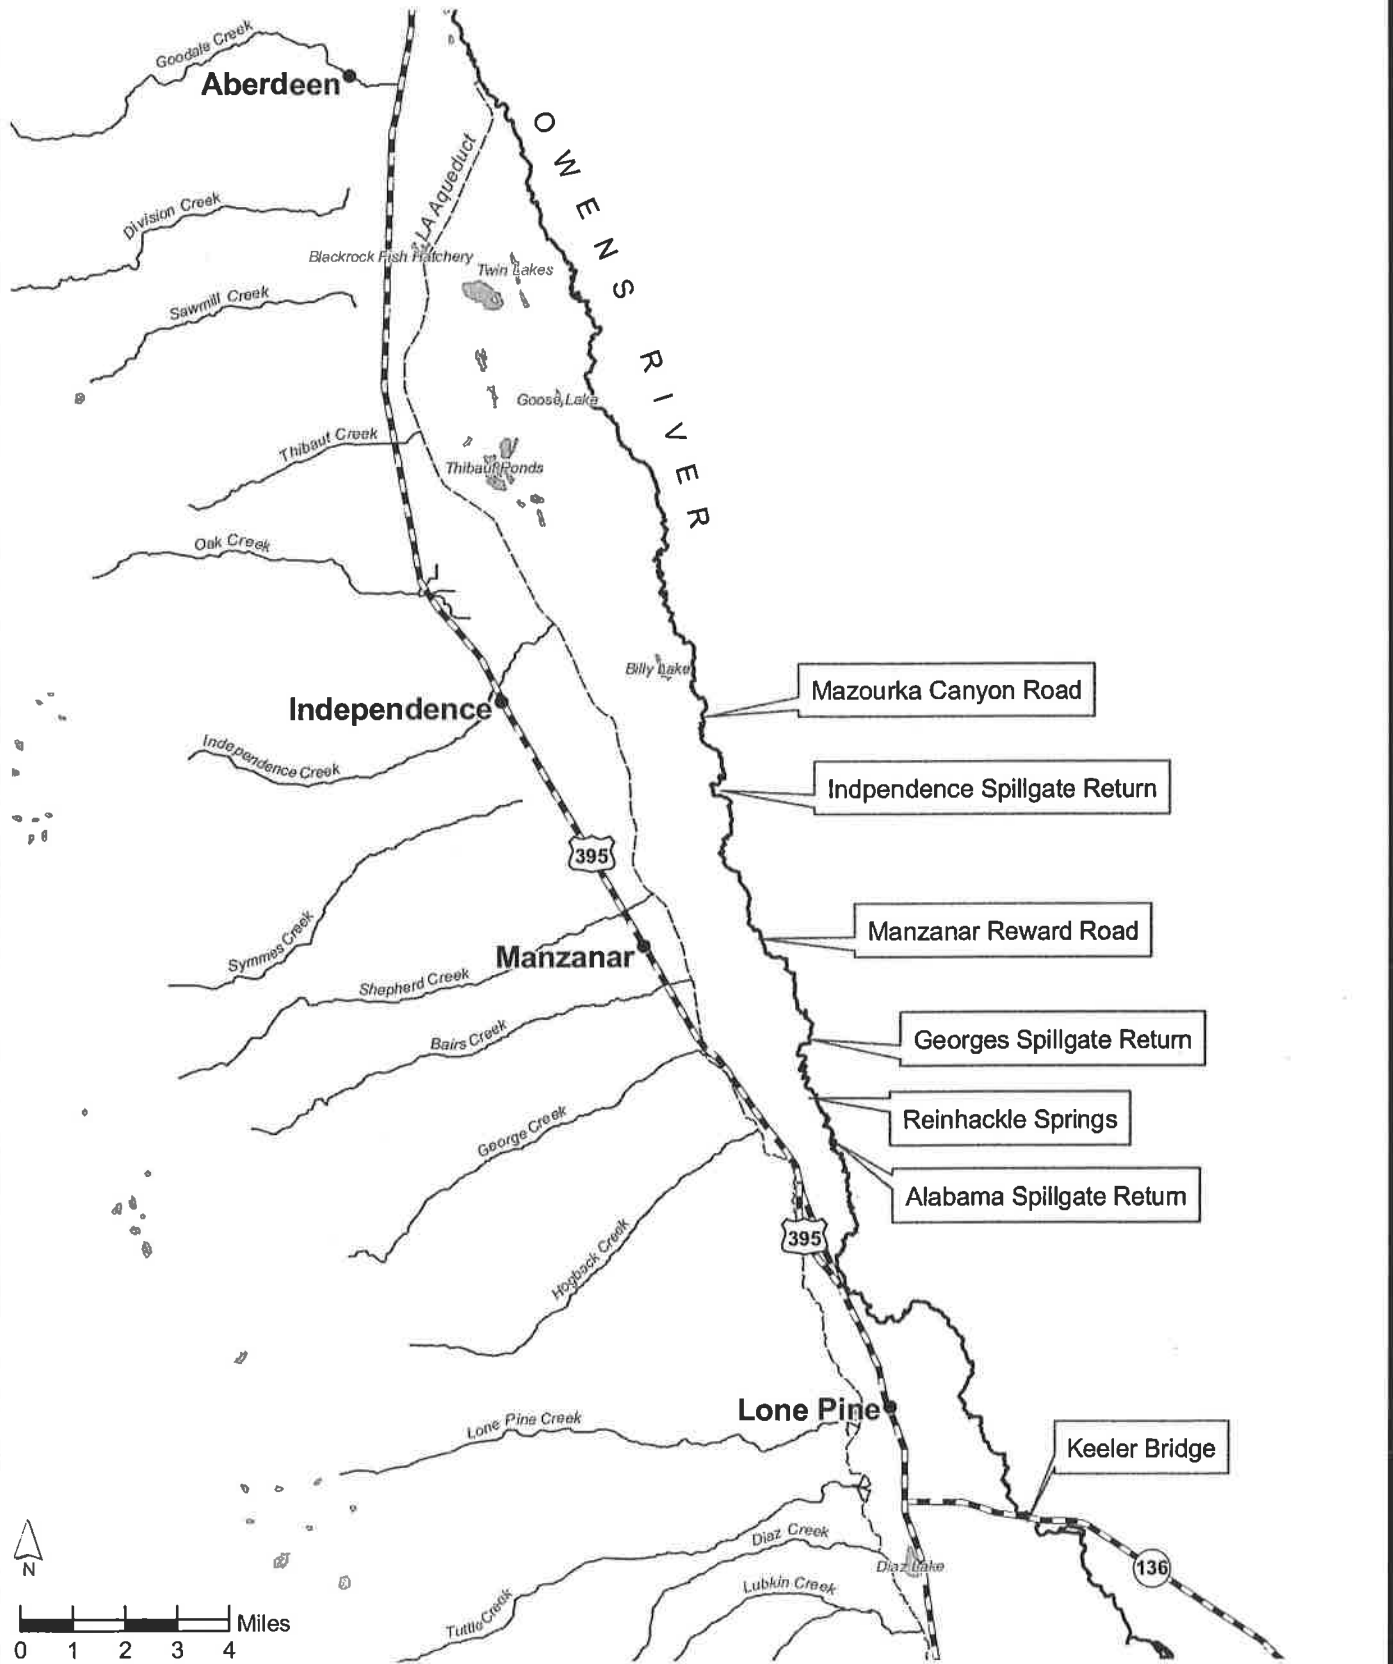 Goodale Creek
Aberdeen
OWENS RIVER
LA Aqueduct
Division Creek
Blackrock Fish Hatchery
Twin Lakes
Sawmill Creek
Goose Lake
Thibaut Creek
Thibaut Ponds
Oak Creek
Billy Lake
Mazourka Canyon Road
Independence
Independence Creek
Indpendence Spillgate Return
395
Symmes Creek
Manzanar Reward Road
Manzanar
Shepherd Creek
Bairs Creek
Georges Spillgate Return
George Creek
Reinhackle Springs
Alabama Spillgate Return
395
Hogback Creek
Lone Pine
Lone Pine Creek
Keeler Bridge
Diaz Creek
Diaz Lake
136
Lubkin Creek
Tuttle Creek
N
Miles
0 1 2 3 4